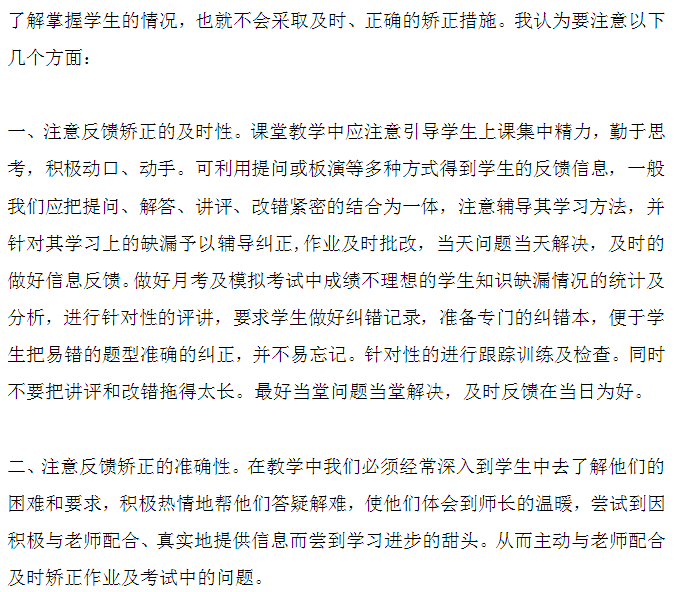 了解掌握学生的情况，也就不会采取及时、正确的矫正措施。我认为要注意以下
几个方面：
一、注意反馈矫正的及时性。课堂教学中应注意引导学生上课集中精力，勤于思
考，积极动口、动手。可利用提问或板演等多种方式得到学生的反馈信息，一般
我们应把提问、解答、讲评、改错紧密的结合为一体，注意辅导其学习方法，并
针对其学习上的缺漏予以辅导纠正,作业及时批改，当天问题当天解决，及时的
做好信息反馈。做好月考及模拟考试中成绩不理想的学生知识缺漏情况的统计及
分析，进行针对性的评讲，要求学生做好纠错记录，准备专门的纠错本，便于学
生把易错的题型准确的纠正，并不易忘记。针对性的进行跟踪训练及检查。同时
不要把讲评和改错拖得太长。最好当堂问题当堂解决，及时反馈在当日为好。
二、注意反馈矫正的准确性。在教学中我们必须经常深入到学生中去了解他们的
困难和要求，积极热情地帮他们答疑解难，使他们体会到师长的温暖，尝试到因
积极与老师配合、真实地提供信息而尝到学习进步的甜头。从而主动与老师配合
及时矫正作业及考试中的问题。